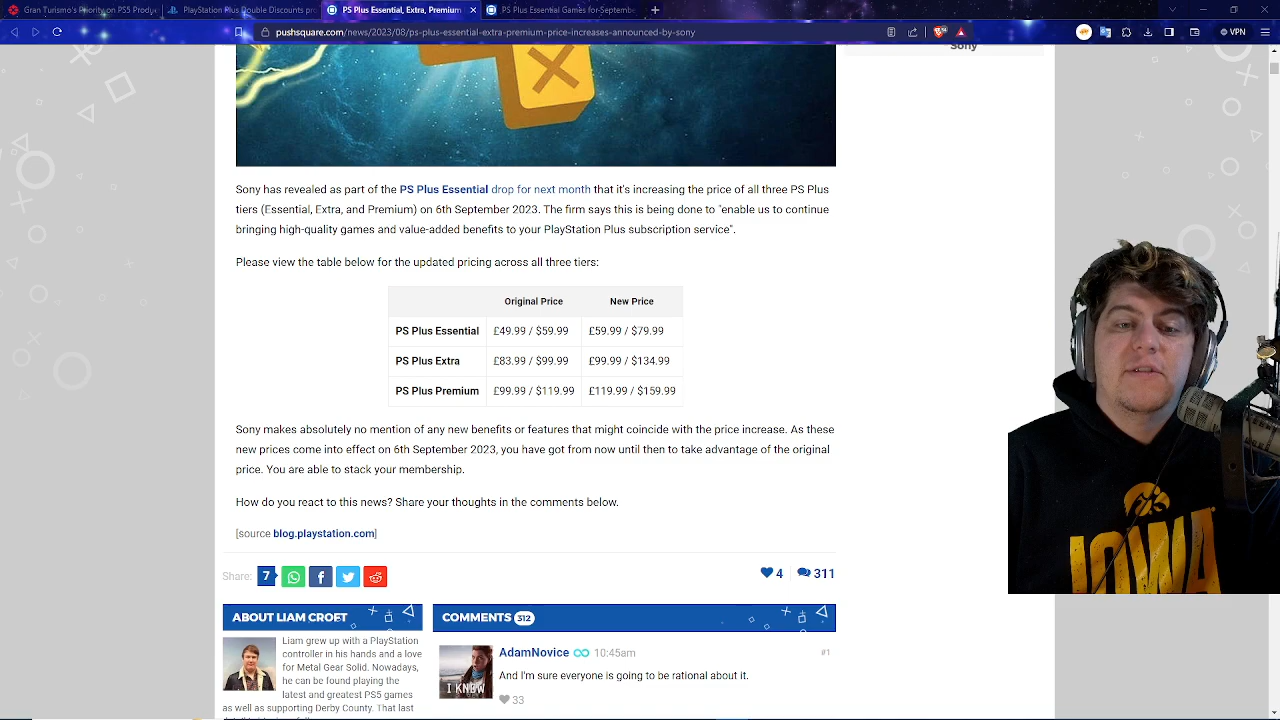 Gran Turismo's Priority on PS5 Produ
PlayStation Plus Double Discounts pro
PS Plus Essential, Extra, Premium
PS Plus Essential Games for Septemb
pushsquare.com/news/2023/08/ps-plus-essential-extra-premium-price-increases-announced-by-sony
VPN
Sony
Sony has revealed as part of the PS Plus Essential drop for next month that it's increasing the price of all three PS Plus
tiers (Essential, Extra, and Premium) on 6th September 2023. The firm says this is being done to "enable us to continue
bringing high-quality games and value-added benefits to your PlayStation Plus subscription service".
Please view the table below for the updated pricing across all three tiers:
Original Price New Price
PS Plus Essential £49.99 / $59.99 £59.99 / $79.99
PS Plus Extra £83.99 / $99.99 £99.99 / $134.99
PS Plus Premium £99.99 / $119.99 £119.99 / $159.99
Sony makes absolutely no mention of any new benefits or features that might coincide with the price increase. As these
new prices come into effect on 6th September 2023, you have got from now until then to take advantage of the original
price. You are able to stack your membership.
How do you react to this news? Share your thoughts in the comments below.
[source blog.playstation.com]
Share: 7
4 311
ABOUT LIAM CROFT
Liam grew up with a PlayStation
controller in his hands and a love
for Metal Gear Solid. Nowadays,
he can be found playing the
latest and greatest PS5 games
as well as supporting Derby County. That last
COMMENTS 312
AdamNovice 10:45am #1
I KNEW
And I'm sure everyone is going to be rational about it.
33
IOWA